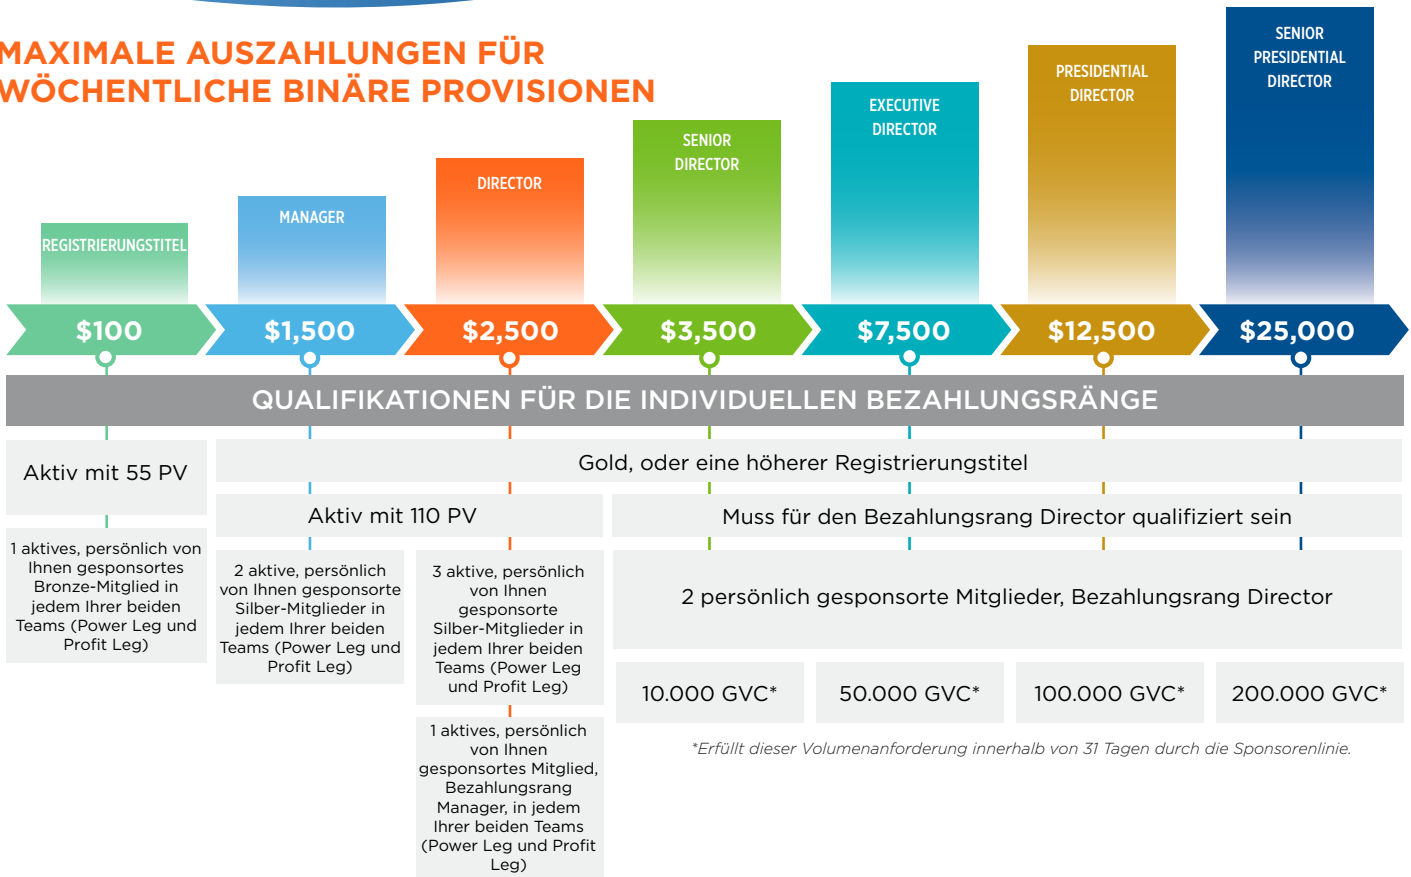 MAXIMALE AUSZAHLUNGEN FÜR
WÖCHENTLICHE BINÄRE PROVISIONEN
REGISTRIERUNGSTITEL
MANAGER
DIRECTOR
SENIOR
DIRECTOR
EXECUTIVE
DIRECTOR
PRESIDENTIAL
DIRECTOR
SENIOR
PRESIDENTIAL
DIRECTOR
$100
$1,500
$2,500
$3,500
$7,500
$12,500
$25,000
QUALIFIKATIONEN FÜR DIE INDIVIDUELLEN BEZAHLUNGSRÄNGE
Aktiv mit 55 PV
Gold, oder eine höherer Registrierungstitel
Aktiv mit 110 PV
Muss für den Bezahlungsrang Director qualifiziert sein
1 aktives, persönlich von
Ihnen gesponsortes
Bronze-Mitglied in
jedem Ihrer beiden
Teams (Power Leg und
Profit Leg)
2 aktive, persönlich
von Ihnen gesponsorte
Silber-Mitglieder in
jedem Ihrer beiden
Teams (Power Leg und
Profit Leg)
3 aktive, persönlich
von Ihnen
gesponsorte
Silber-Mitglieder in
jedem Ihrer beiden
Teams (Power Leg
und Profit Leg)
2 persönlich gesponsorte Mitglieder, Bezahlungsrang Director
10.000 GVC*
50.000 GVC*
100.000 GVC*
200.000 GVC*
1 aktives, persönlich
von Ihnen
gesponsortes Mitglied,
Bezahlungsrang
Manager, in jedem
Ihrer beiden Teams
(Power Leg und Profit
Leg)
*Erfüllt dieser Volumenanforderung innerhalb von 31 Tagen durch die Sponsorenlinie.